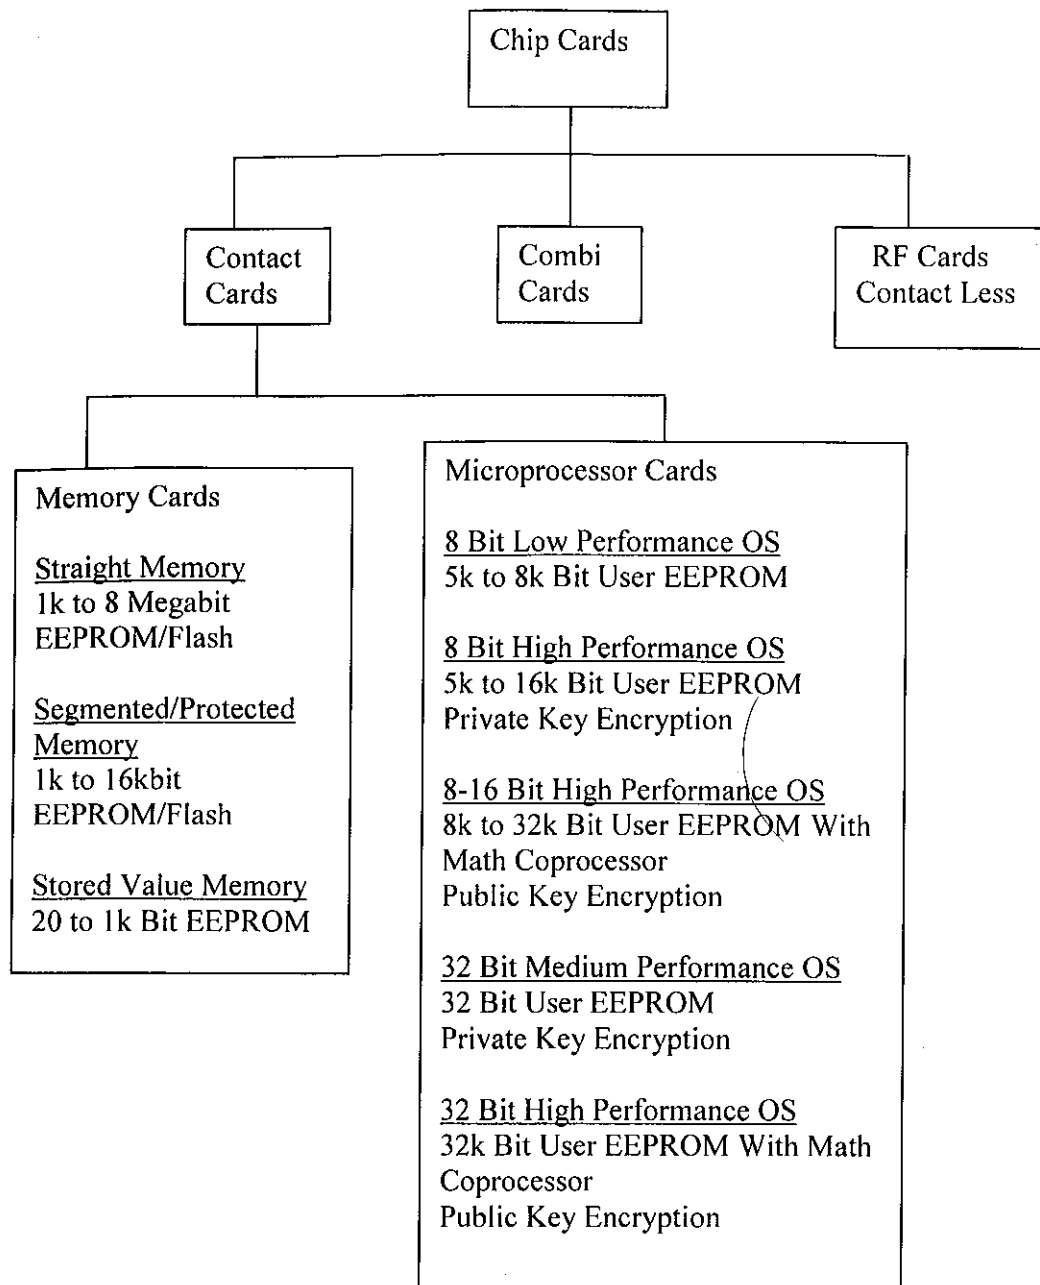 Chip Cards
Contact
Cards
Combi
Cards
RF Cards
Contact Less
Memory Cards
Straight Memory
1k to 8 Megabit
EEPROM/Flash
Segmented/Protected
Memory
1k to 16kbit
EEPROM/Flash
Stored Value Memory
20 to 1k Bit EEPROM
Microprocessor Cards
8 Bit Low Performance OS
5k to 8k Bit User EEPROM
8 Bit High Performance OS
5k to 16k Bit User EEPROM
Private Key Encryption
8-16 Bit High Performance OS
8k to 32k Bit User EEPROM With
Math Coprocessor
Public Key Encryption
32 Bit Medium Performance OS
32 Bit User EEPROM
Private Key Encryption
32 Bit High Performance OS
32k Bit User EEPROM With Math
Coprocessor
Public Key Encryption